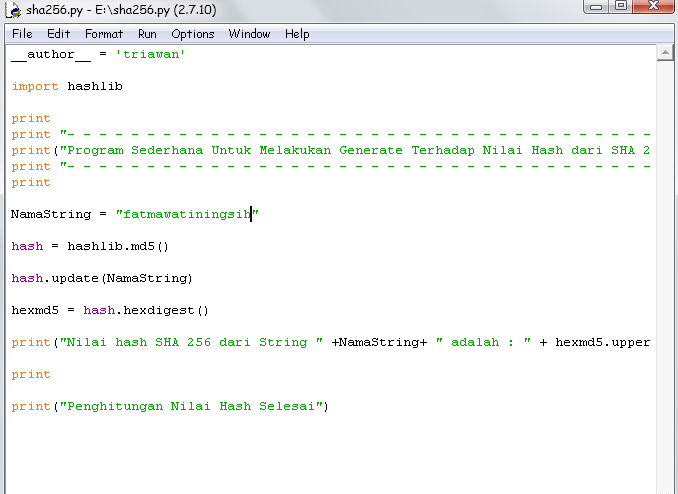 sha256.py - E:\sha256.py (2.7.10)
File Edit Format Run Options Window Help
__author__ = 'triawan'
import hashlib
print
print "- - - - - - - - - - - - - - - - - - - - - - - - - - - - - - - - - - - - -
print("Program Sederhana Untuk Melakukan Generate Terhadap Nilai Hash dari SHA 2
print "- - - - - - - - - - - - - - - - - - - - - - - - - - - - - - - - - - - - -
print
NamaString = "fatmawatiningsih"
hash = hashlib.md5()
hash.update(NamaString)
hexmd5 = hash.hexdigest()
print("Nilai hash SHA 256 dari String " +NamaString+ " adalah : " + hexmd5.upper
print
print("Penghitungan Nilai Hash Selesai")